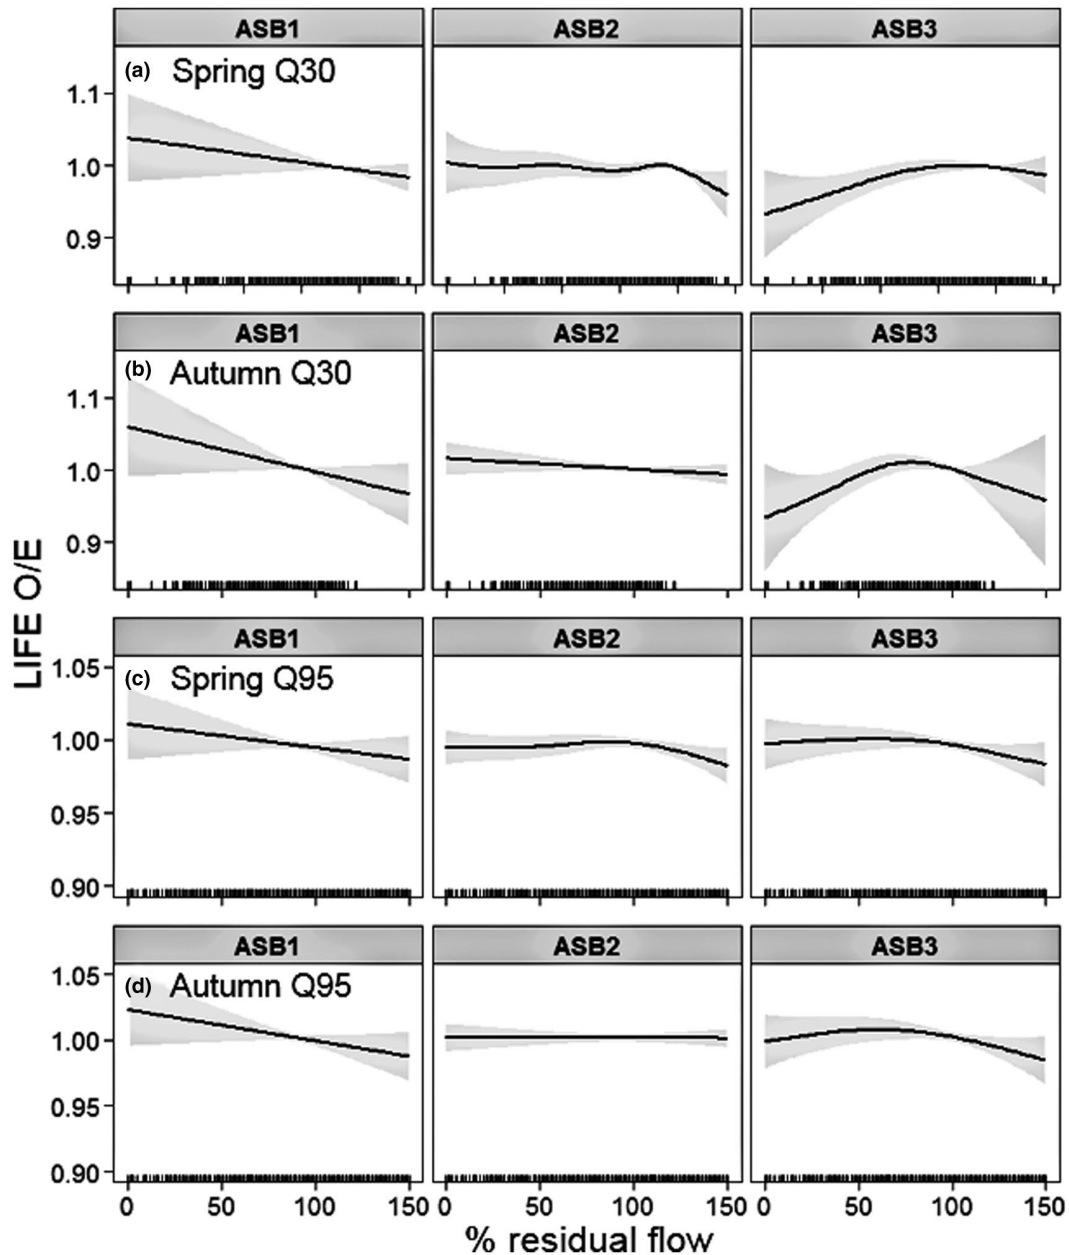 ASB1 ASB2 ASB3
(a) Spring Q30
1.1
1.0
0.9
ASB1 ASB2 ASB3
(b) Autumn Q30
1.1
1.0
0.9
LIFE O/E
ASB1 ASB2 ASB3
(c) Spring Q95
1.05
1.00
0.95
0.90
ASB1 ASB2 ASB3
(d) Autumn Q95
1.05
1.00
0.95
0.90
0 50 100 150 0 50 100 150 0 50 100 150
% residual flow